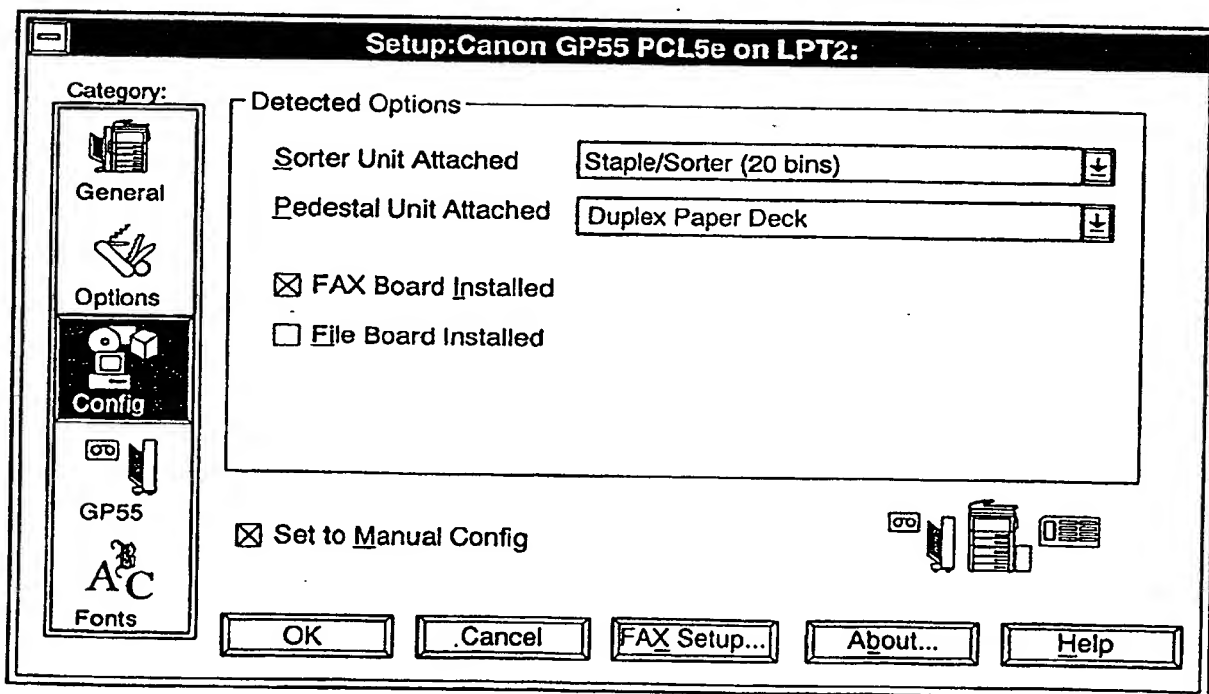 Setup:Canon GP55 PCL5e on LPT2:
Category:
General
Options
Config
GP55
Fonts
Detected Options
Sorter Unit Attached
Staple/Sorter (20 bins)
Pedestal Unit Attached
Duplex Paper Deck
FAX Board Installed
File Board Installed
Set to Manual Config
OK
.Cancel
FAX Setup...
About...
Help